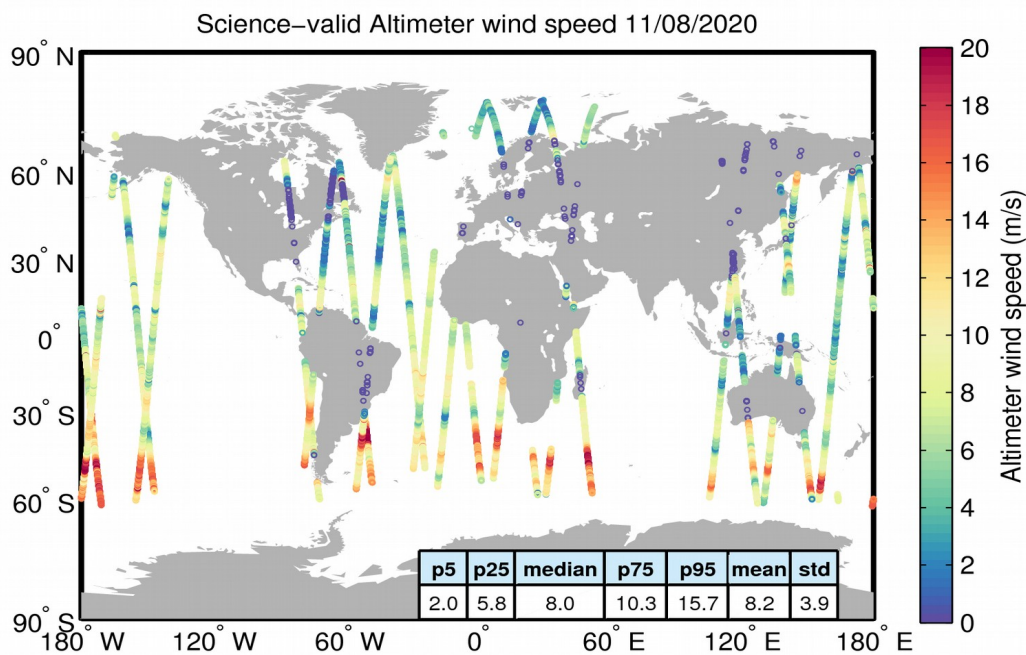 Science−valid Altimeter wind speed 11/08/2020
90° N
60° N
30° N
0°
30° S
60° S
90° S
180° W 120° W 60° W 0° 60° E 120° E 180° E
p5 p25 median p75 p95 mean std
2.0 5.8 8.0 10.3 15.7 8.2 3.9
20
18
16
14
12
10
8
6
4
2
0
Altimeter wind speed (m/s)